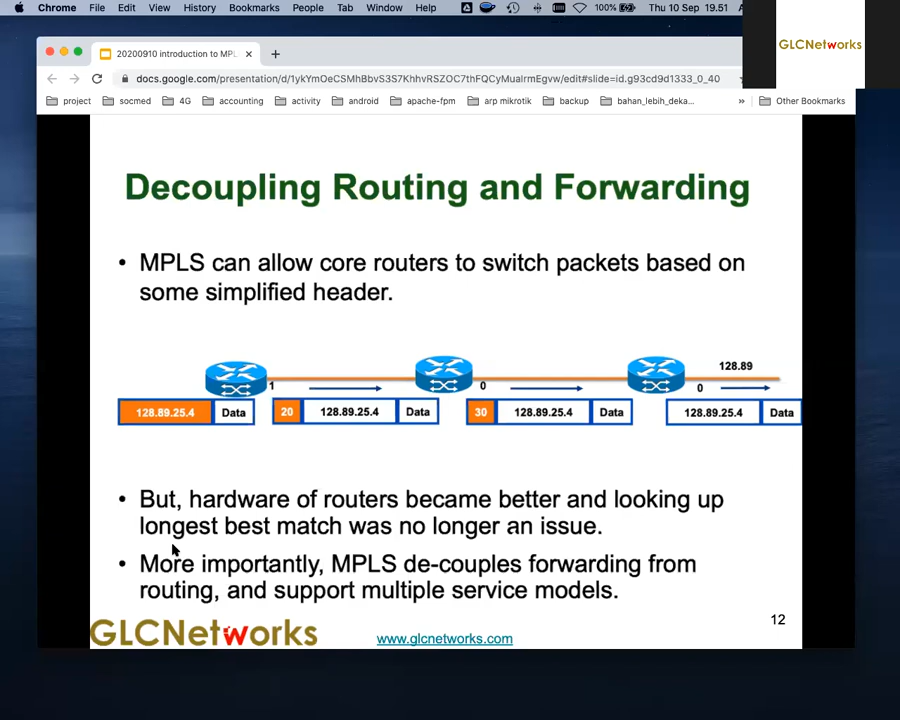 Chrome File Edit View History Bookmarks People Tab Window Help 100% Thu 10 Sep 19.51
GLCNetworks
20200910 introduction to MPL
docs.google.com/presentation/d/1ykYmOeCSMhBbvS3S7KhhvRSZOC7thFQCyMualrmEgvw/edit#slide=id.g93cd9d1333_0_40
project socmed 4G accounting activity android apache-fpm arp mikrotik backup bahan_lebih_deka... » Other Bookmarks
Decoupling Routing and Forwarding
• MPLS can allow core routers to switch packets based on
some simplified header.
128.89
1 0 0
128.89.25.4 Data 20 128.89.25.4 Data 30 128.89.25.4 Data 128.89.25.4 Data
• But, hardware of routers became better and looking up
longest best match was no longer an issue.
• More importantly, MPLS de-couples forwarding from
routing, and support multiple service models.
12
GLCNetworks www.glcnetworks.com